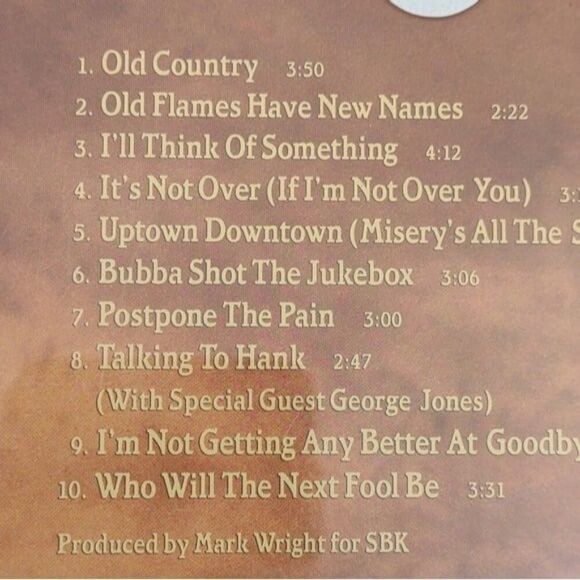 1. Old Country 3:50
2. Old Flames Have New Names 2:22
3. I'll Think Of Something 4:12
4. It's Not Over (If I'm Not Over You) 3:
5. Uptown Downtown (Misery's All The S
6. Bubba Shot The Jukebox 3:06
7. Postpone The Pain 3:00
8. Talking To Hank 2:47
(With Special Guest George Jones)
9. I'm Not Getting Any Better At Goodby
10. Who Will The Next Fool Be 3:31
Produced by Mark Wright for SBK